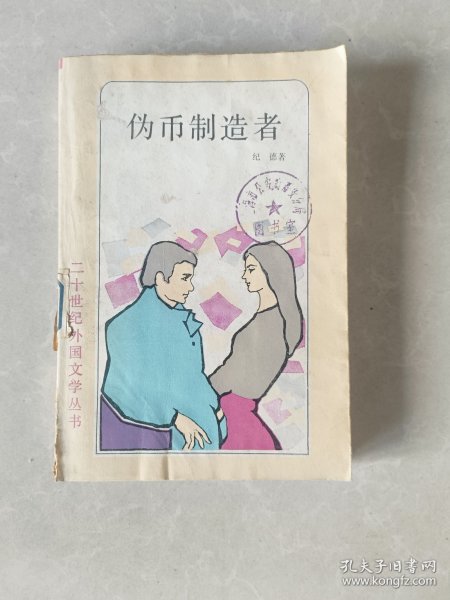 伪币制造者
纪 德著
图书室
二十世纪外国文学丛书
孔夫子旧书网
www.kongfz.com